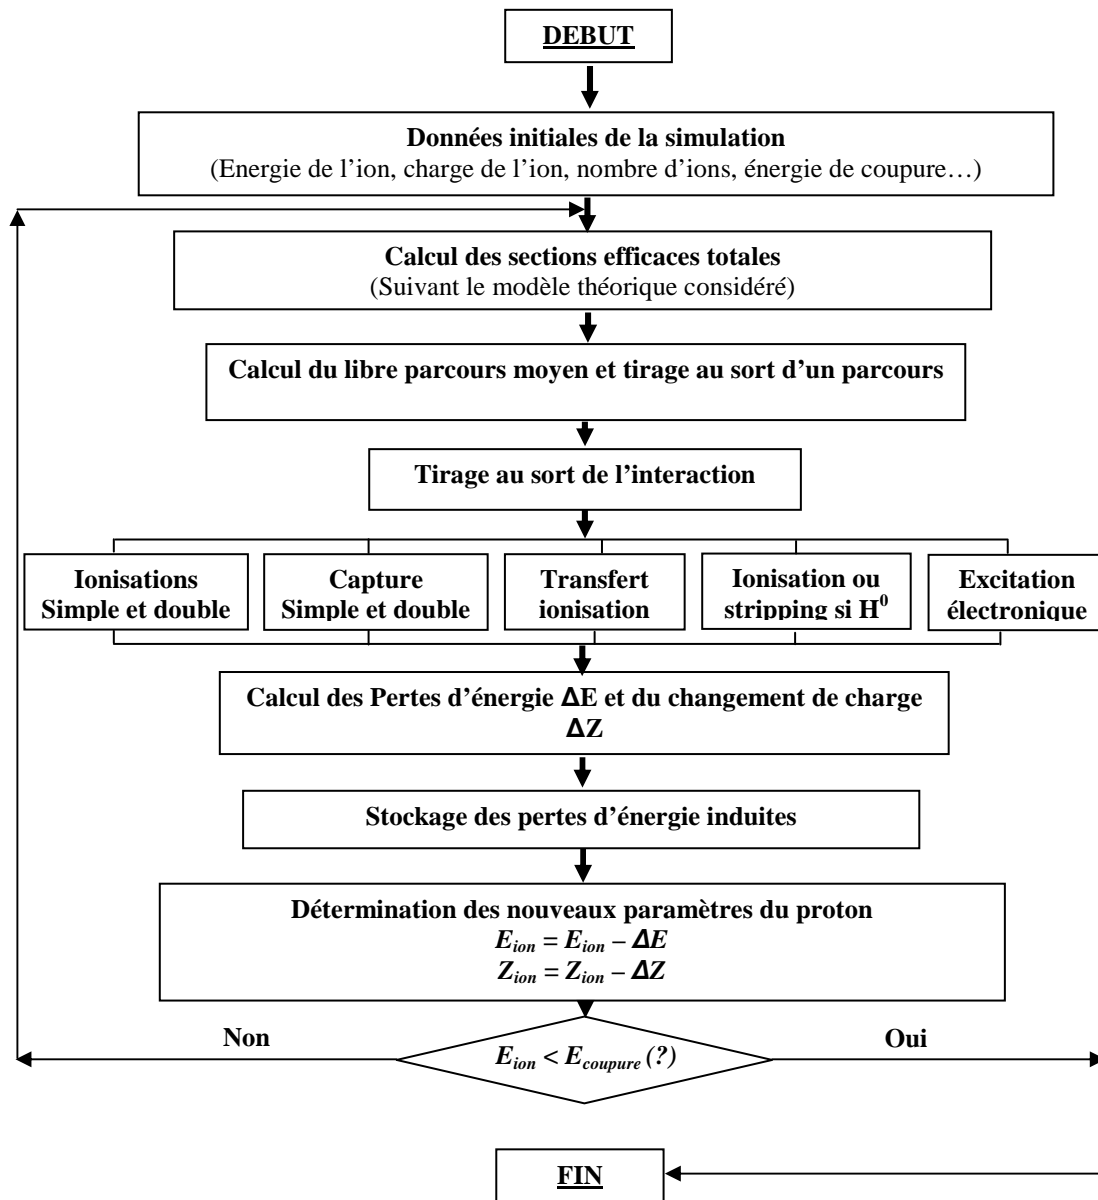 DEBUT
Données initiales de la simulation
(Energie de l’ion, charge de l’ion, nombre d’ions, énergie de coupure…)
Calcul des sections efficaces totales
(Suivant le modèle théorique considéré)
Calcul du libre parcours moyen et tirage au sort d’un parcours
Tirage au sort de l’interaction
Ionisations
Simple et double
Capture
Simple et double
Transfert
ionisation
Ionisation ou
stripping si H⁰
Excitation
électronique
Calcul des Pertes d’énergie ΔE et du changement de charge
ΔZ
Stockage des pertes d’énergie induites
Détermination des nouveaux paramètres du proton
E_ion = E_ion – ΔE
Z_ion = Z_ion – ΔZ
Non
E_ion < E_coupure (?)
Oui
FIN